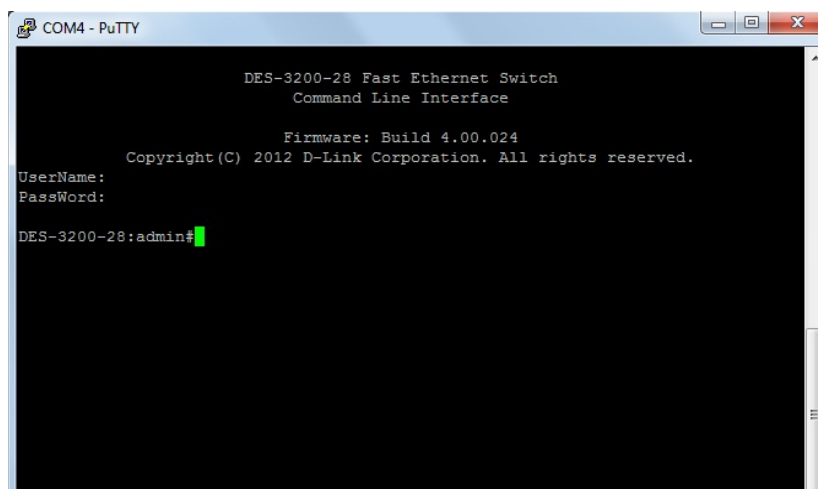 COM4 - PuTTY
DES-3200-28 Fast Ethernet Switch
Command Line Interface
Firmware: Build 4.00.024
Copyright(C) 2012 D-Link Corporation. All rights reserved.
UserName:
PassWord:
DES-3200-28:admin#